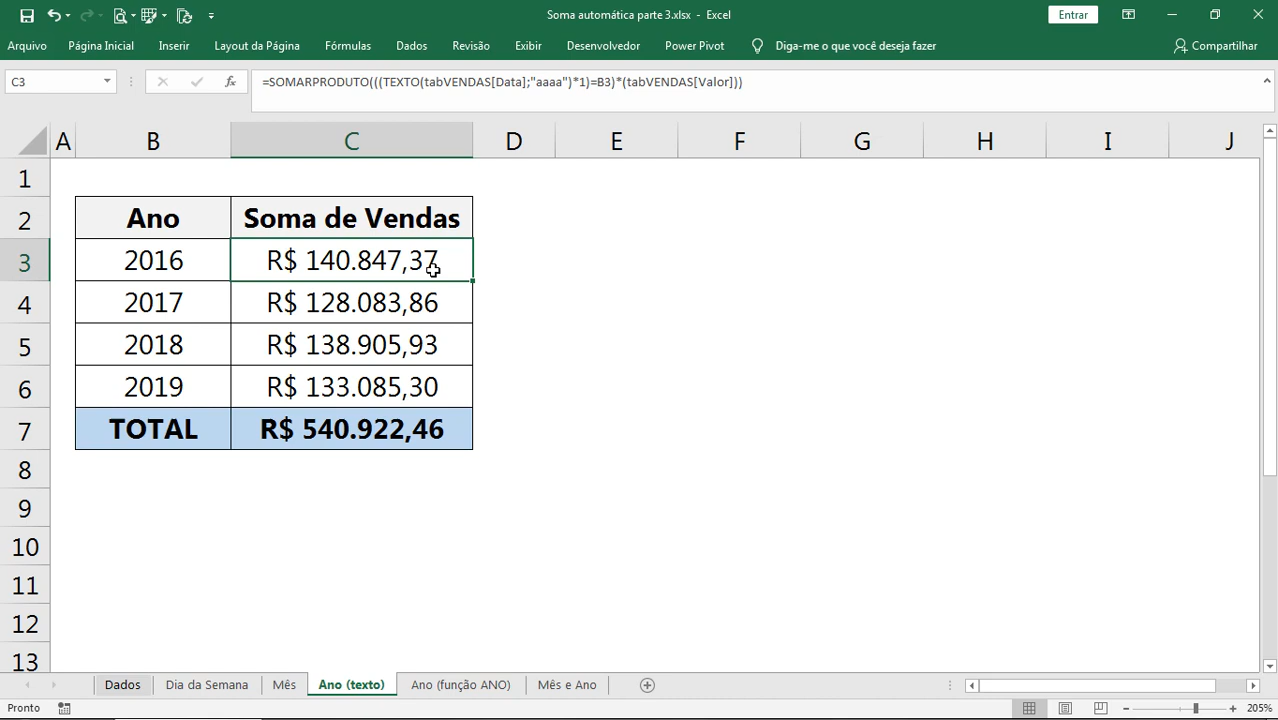 Soma automática parte 3.xlsx - Excel
Entrar
Arquivo Página Inicial Inserir Layout da Página Fórmulas Dados Revisão Exibir Desenvolvedor Power Pivot Diga-me o que você deseja fazer Compartilhar
C3 fx =SOMARPRODUTO(((TEXTO(tabVENDAS[Data];"aaaa")*1)=B3)*(tabVENDAS[Valor]))
A B C D E F G H I J
1
2 Ano Soma de Vendas
3 2016 R$ 140.847,37
4 2017 R$ 128.083,86
5 2018 R$ 138.905,93
6 2019 R$ 133.085,30
7 TOTAL R$ 540.922,46
8
9
10
11
12
13
Dados Dia da Semana Mês Ano (texto) Ano (função ANO) Mês e Ano
Pronto 205%